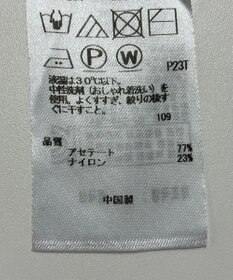 P W
P23T
液温は30℃以下。
中性洗剤(おしゃれ着洗い)を
使用。よくすすぎ、絞りの後す
ぐに干すこと。
109
品質
アセテート 77%
ナイロン 23%
中国製